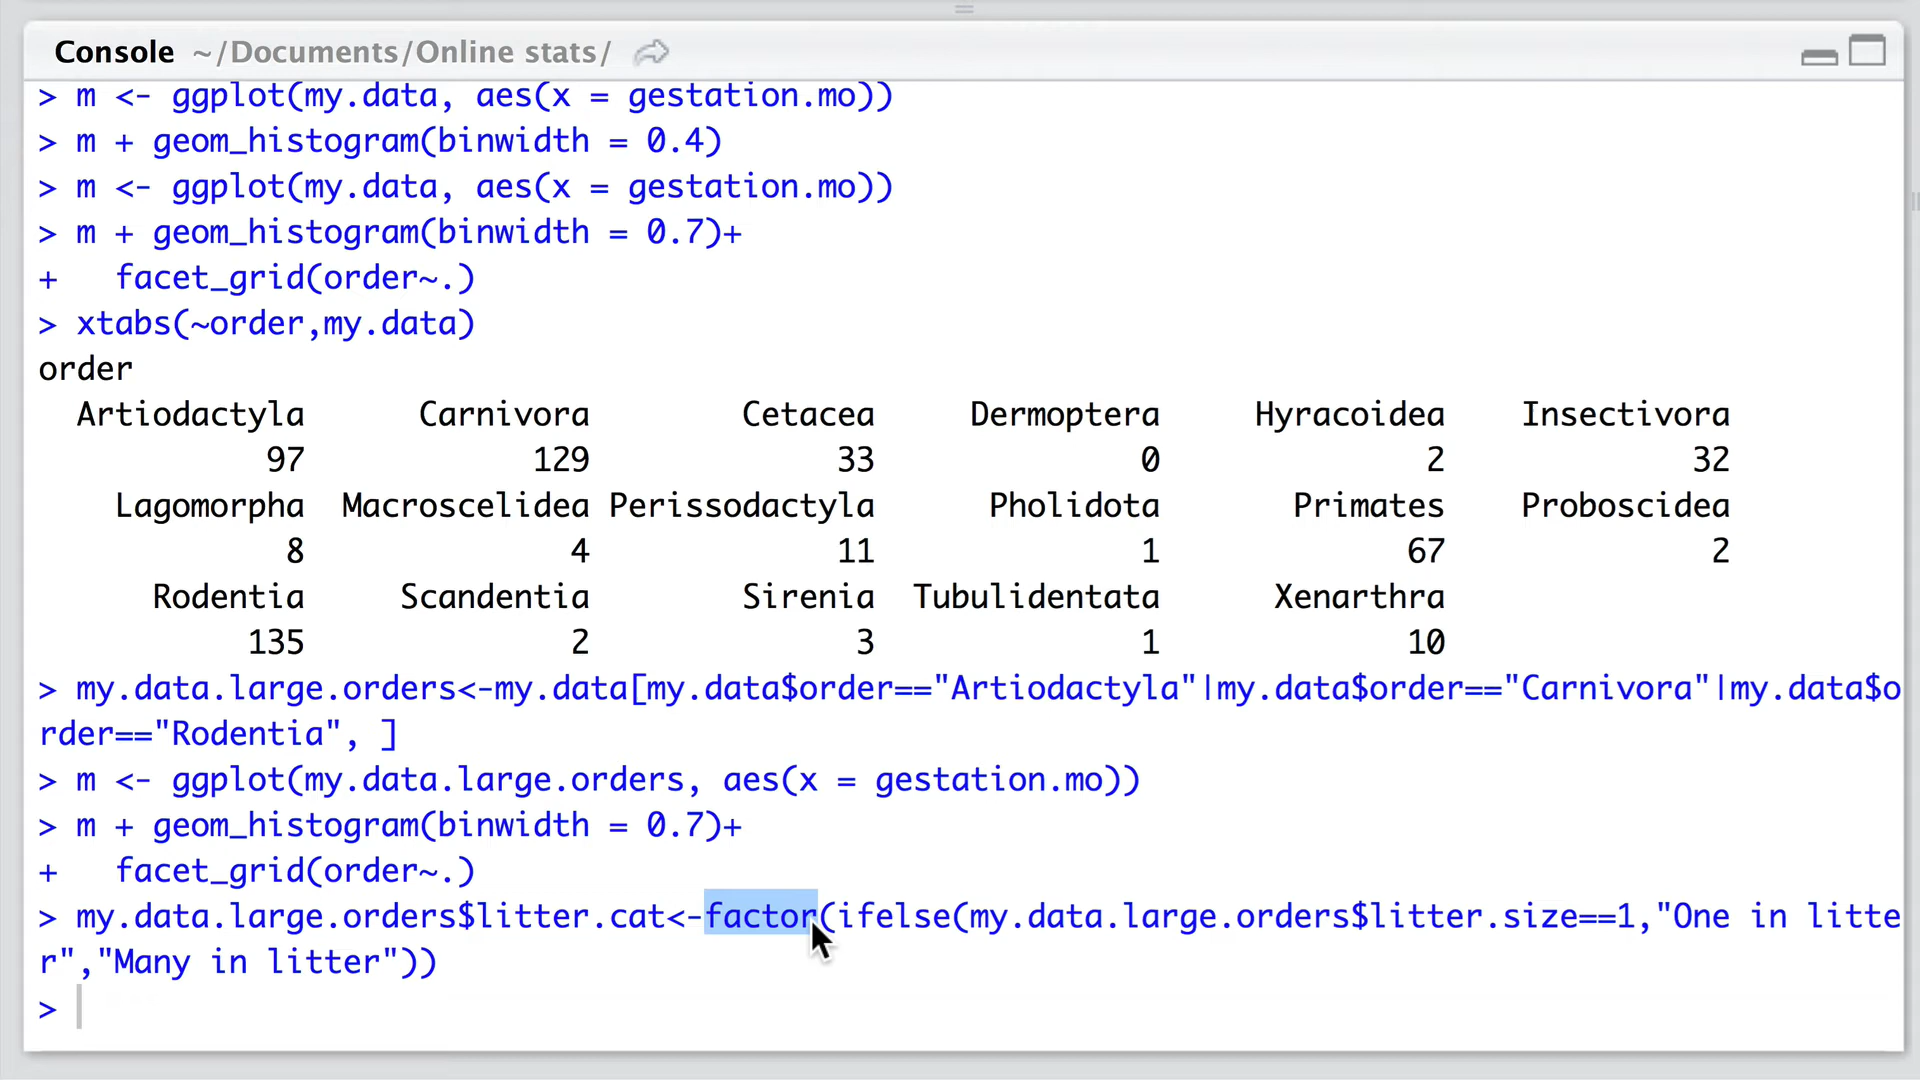 Console ~/Documents/Online stats/
> m <- ggplot(my.data, aes(x = gestation.mo))
> m + geom_histogram(binwidth = 0.4)
> m <- ggplot(my.data, aes(x = gestation.mo))
> m + geom_histogram(binwidth = 0.7)+
+   facet_grid(order~.)
> xtabs(~order,my.data)
order
Artiodactyla Carnivora Cetacea Dermoptera Hyracoidea Insectivora
97 129 33 0 2 32
Lagomorpha Macroscelidea Perissodactyla Pholidota Primates Proboscidea
8 4 11 1 67 2
Rodentia Scandentia Sirenia Tubulidentata Xenarthra
135 2 3 1 10
> my.data.large.orders<-my.data[my.data$order=="Artiodactyla"|my.data$order=="Carnivora"|my.data$o
rder=="Rodentia", ]
> m <- ggplot(my.data.large.orders, aes(x = gestation.mo))
> m + geom_histogram(binwidth = 0.7)+
+   facet_grid(order~.)
> my.data.large.orders$litter.cat<-factor(ifelse(my.data.large.orders$litter.size==1,"One in litte
r","Many in litter"))
>